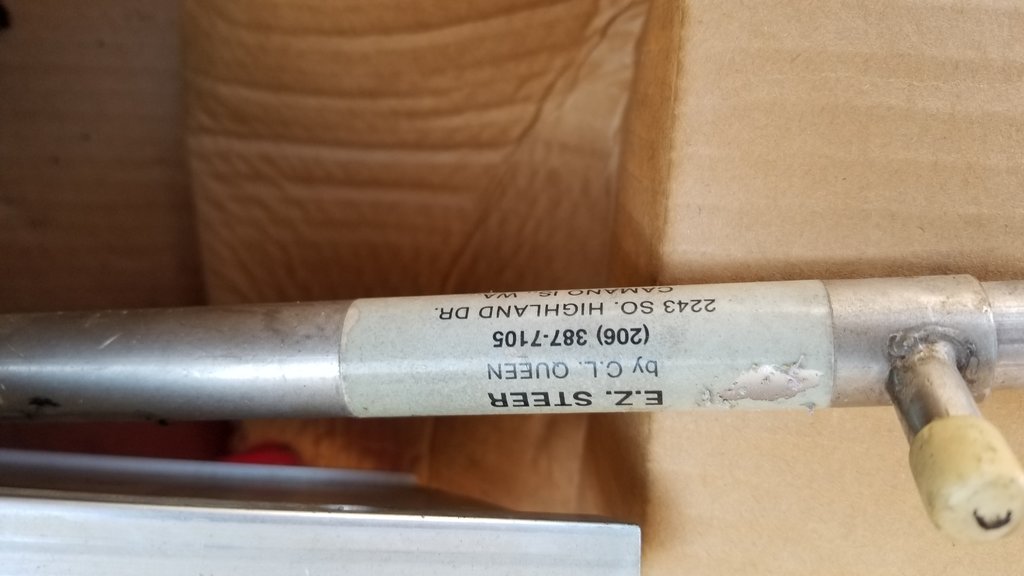 E.Z. STEER
by C.L. QUEEN
(206) 387-7105
2243 SO. HIGHLAND DR.
CAMANO IS. WA